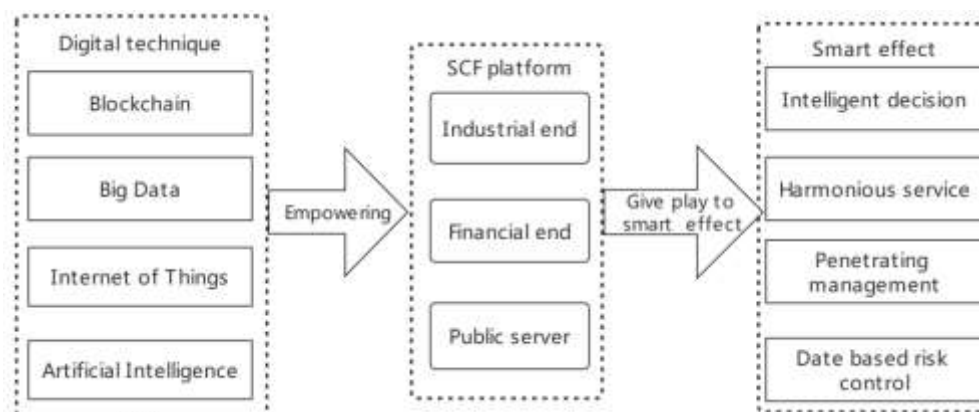 Digital technique
Blockchain
Big Data
Internet of Things
Artificial Intelligence
Empowering
SCF platform
Industrial end
Financial end
Public server
Give play to
smart effect
Smart effect
Intelligent decision
Harmonious service
Penetrating
management
Date based risk
control